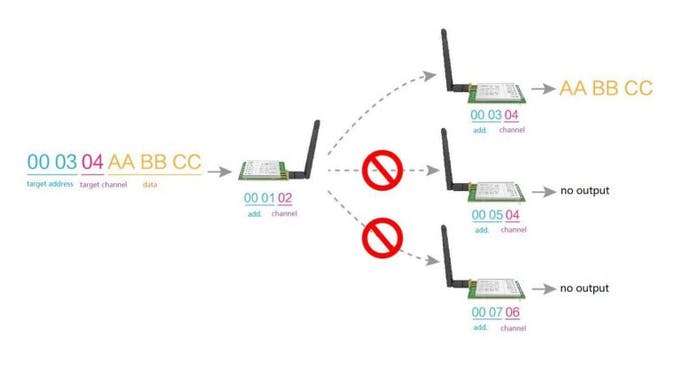 00 03 04 AA BB CC
target address target channel data
00 01 02
add. channel
AA BB CC
00 03 04
add. channel
no output
00 05 04
add. channel
no output
00 07 06
add. channel